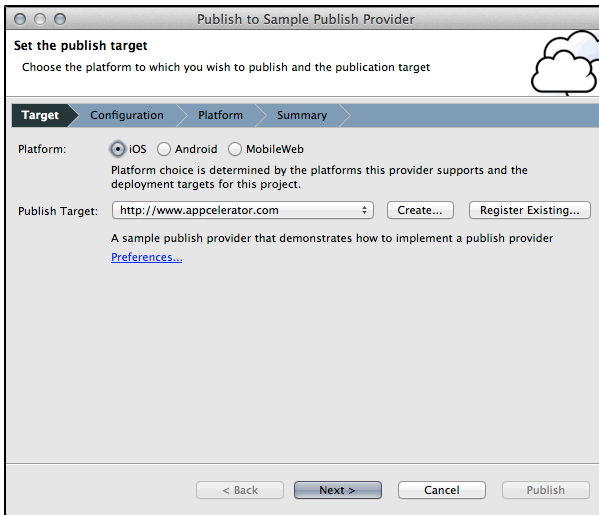 Publish to Sample Publish Provider
Set the publish target
Choose the platform to which you wish to publish and the publication target
Target Configuration Platform Summary
Platform: iOS Android MobileWeb
Platform choice is determined by the platforms this provider supports and the
deployment targets for this project.
Publish Target: http://www.appcelerator.com Create... Register Existing...
A sample publish provider that demonstrates how to implement a publish provider
Preferences...
< Back Next > Cancel Publish